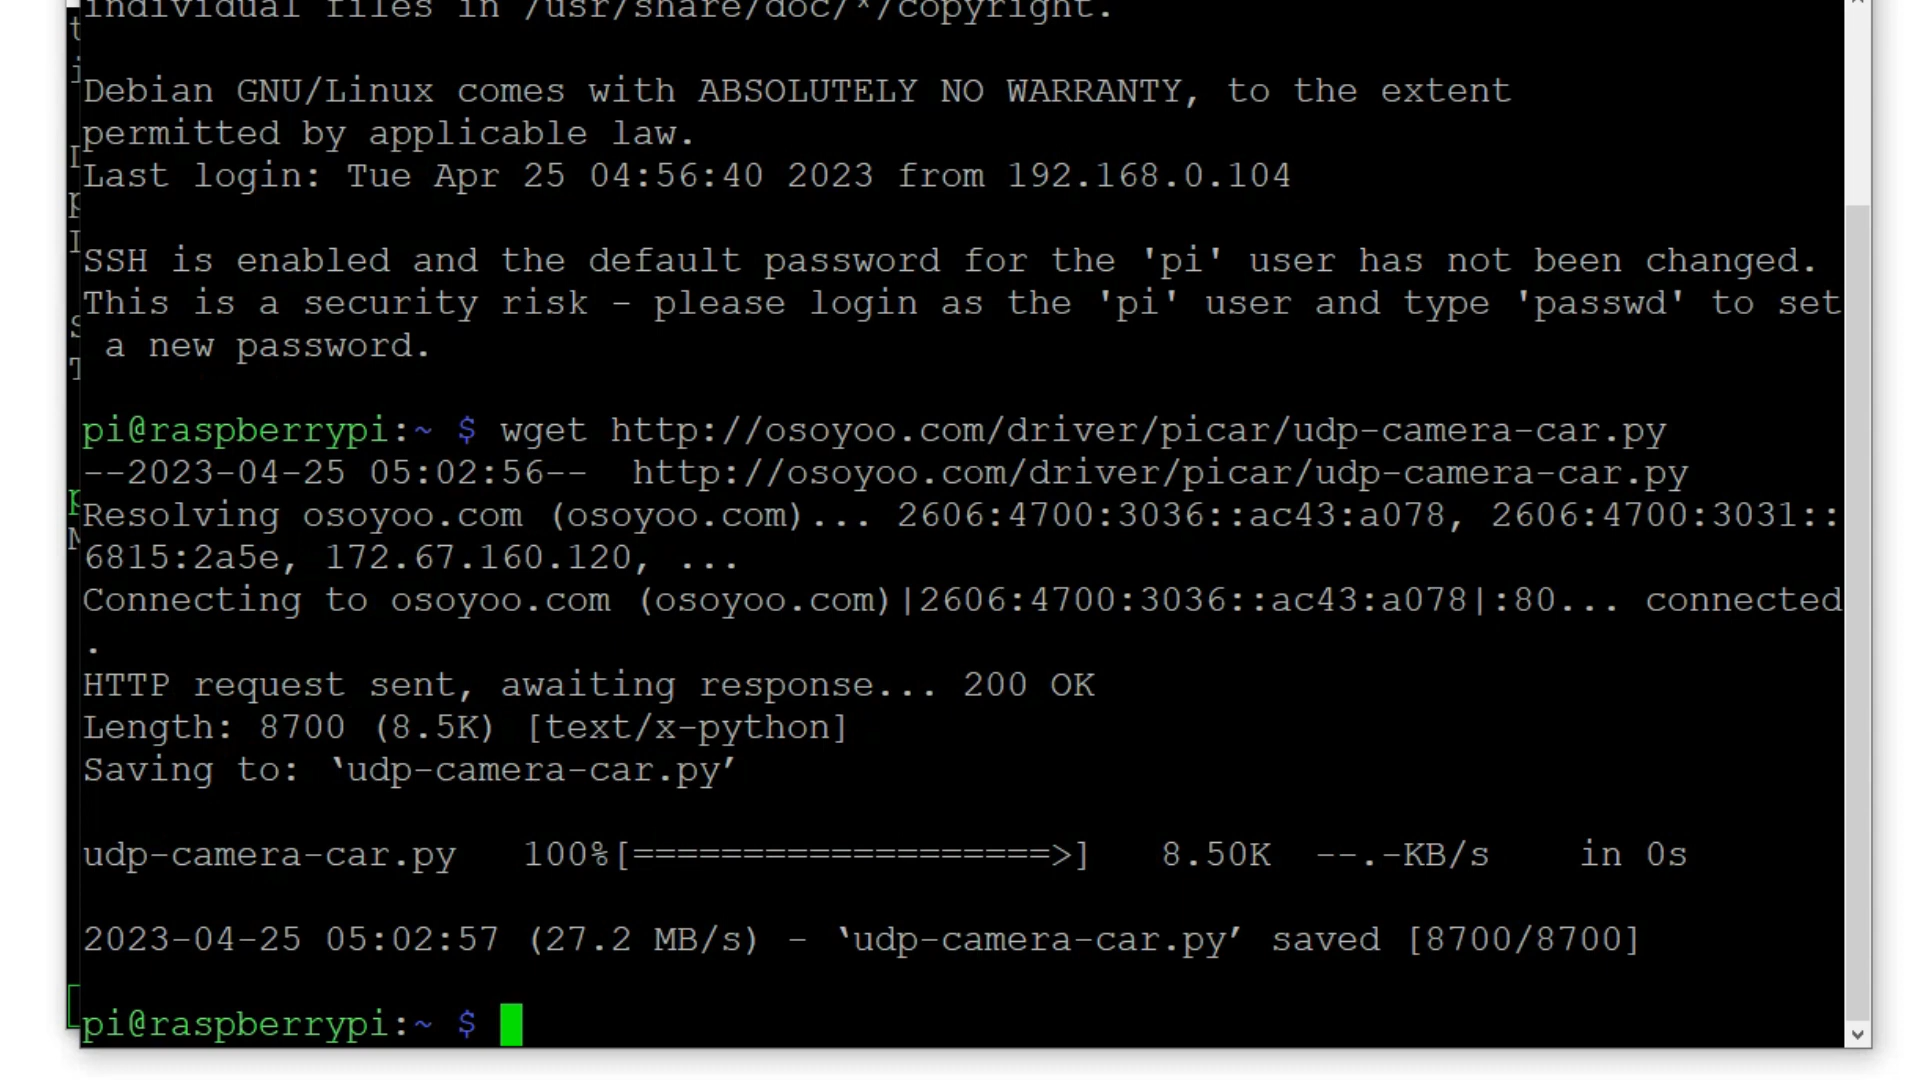 individual files in /usr/share/doc/*/copyright.
Debian GNU/Linux comes with ABSOLUTELY NO WARRANTY, to the extent
permitted by applicable law.
Last login: Tue Apr 25 04:56:40 2023 from 192.168.0.104
SSH is enabled and the default password for the 'pi' user has not been changed.
This is a security risk - please login as the 'pi' user and type 'passwd' to set
 a new password.
pi@raspberrypi:~ $ wget http://osoyoo.com/driver/picar/udp-camera-car.py
--2023-04-25 05:02:56--  http://osoyoo.com/driver/picar/udp-camera-car.py
Resolving osoyoo.com (osoyoo.com)... 2606:4700:3036::ac43:a078, 2606:4700:3031::
6815:2a5e, 172.67.160.120, ...
Connecting to osoyoo.com (osoyoo.com)|2606:4700:3036::ac43:a078|:80... connected
.
HTTP request sent, awaiting response... 200 OK
Length: 8700 (8.5K) [text/x-python]
Saving to: ‘udp-camera-car.py’
udp-camera-car.py   100%[===================>]   8.50K  --.-KB/s    in 0s
2023-04-25 05:02:57 (27.2 MB/s) - ‘udp-camera-car.py’ saved [8700/8700]
pi@raspberrypi:~ $